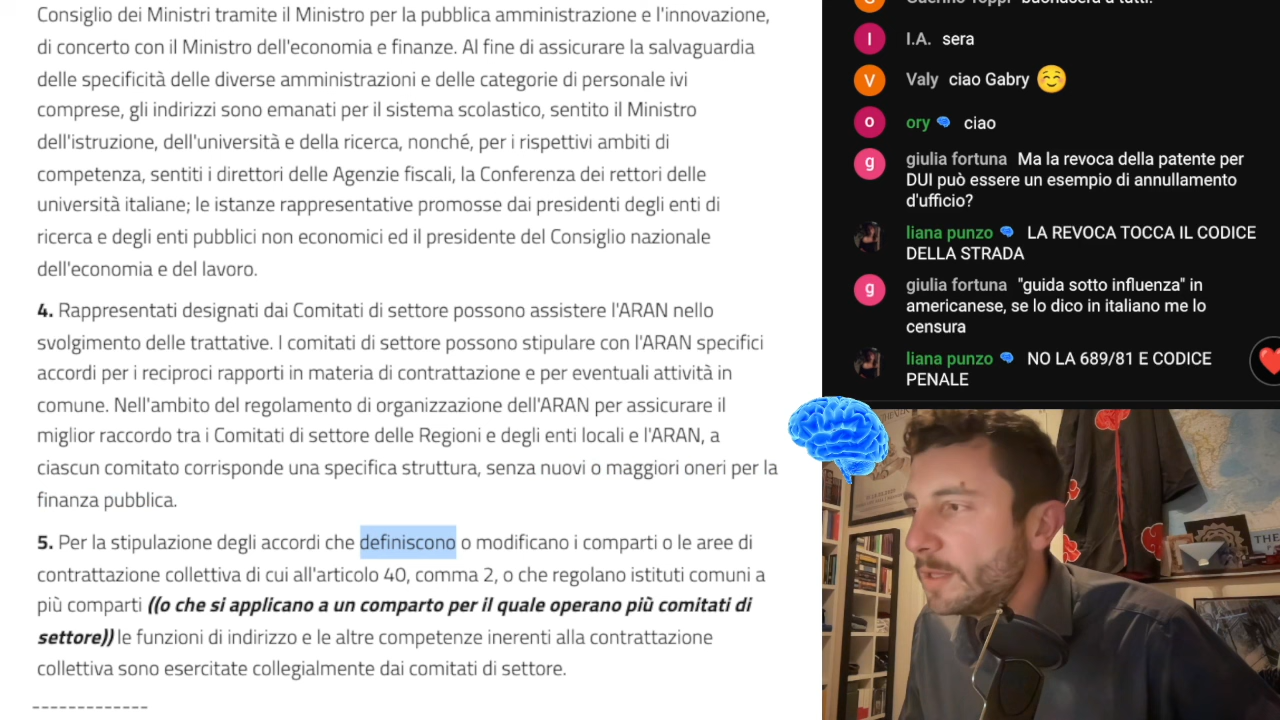 Consiglio dei Ministri tramite il Ministro per la pubblica amministrazione e l'innovazione,
di concerto con il Ministro dell'economia e finanze. Al fine di assicurare la salvaguardia
delle specificità delle diverse amministrazioni e delle categorie di personale ivi
comprese, gli indirizzi sono emanati per il sistema scolastico, sentito il Ministro
dell'istruzione, dell'università e della ricerca, nonché, per i rispettivi ambiti di
competenza, sentiti i direttori delle Agenzie fiscali, la Conferenza dei rettori delle
università italiane; le istanze rappresentative promosse dai presidenti degli enti di
ricerca e degli enti pubblici non economici ed il presidente del Consiglio nazionale
dell'economia e del lavoro.
4. Rappresentati designati dai Comitati di settore possono assistere l'ARAN nello
svolgimento delle trattative. I comitati di settore possono stipulare con l'ARAN specifici
accordi per i reciproci rapporti in materia di contrattazione e per eventuali attività in
comune. Nell'ambito del regolamento di organizzazione dell'ARAN per assicurare il
miglior raccordo tra i Comitati di settore delle Regioni e degli enti locali e l'ARAN, a
ciascun comitato corrisponde una specifica struttura, senza nuovi o maggiori oneri per la
finanza pubblica.
5. Per la stipulazione degli accordi che definiscono o modificano i comparti o le aree di
contrattazione collettiva di cui all'articolo 40, comma 2, o che regolano istituti comuni a
più comparti ((o che si applicano a un comparto per il quale operano più comitati di
settore)) le funzioni di indirizzo e le altre competenze inerenti alla contrattazione
collettiva sono esercitate collegialmente dai comitati di settore.
-------------
I
I.A. sera
V
Valy ciao Gabry ☺️
o
ory ciao
g
giulia fortuna Ma la revoca della patente per
DUI può essere un esempio di annullamento
d'ufficio?
liana punzo LA REVOCA TOCCA IL CODICE
DELLA STRADA
g
giulia fortuna "guida sotto influenza" in
americanese, se lo dico in italiano me lo
censura
liana punzo NO LA 689/81 E CODICE
PENALE